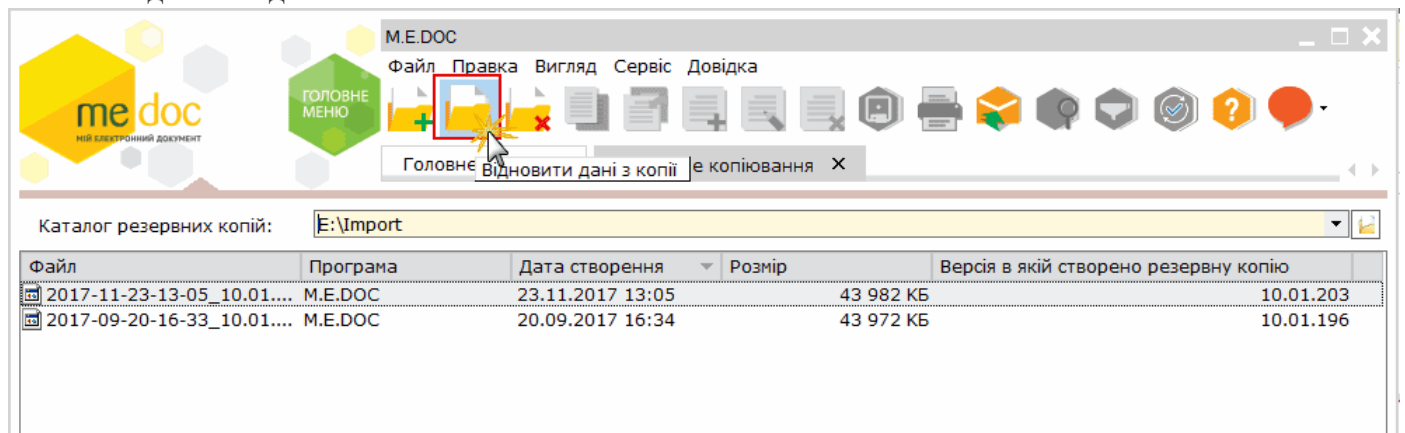 M.E.DOC
Файл Правка Вигляд Сервіс Довідка
me doc
МІЙ ЕЛЕКТРОННИЙ ДОКУМЕНТ
ГОЛОВНЕ
МЕНЮ
Головне е копіювання X
Відновити дані з копії
Каталог резервних копій: E:\Import
Файл Програма Дата створення Розмір Версія в якій створено резервну копію
2017-11-23-13-05_10.01.... M.E.DOC 23.11.2017 13:05 43 982 КБ 10.01.203
2017-09-20-16-33_10.01.... M.E.DOC 20.09.2017 16:34 43 972 КБ 10.01.196